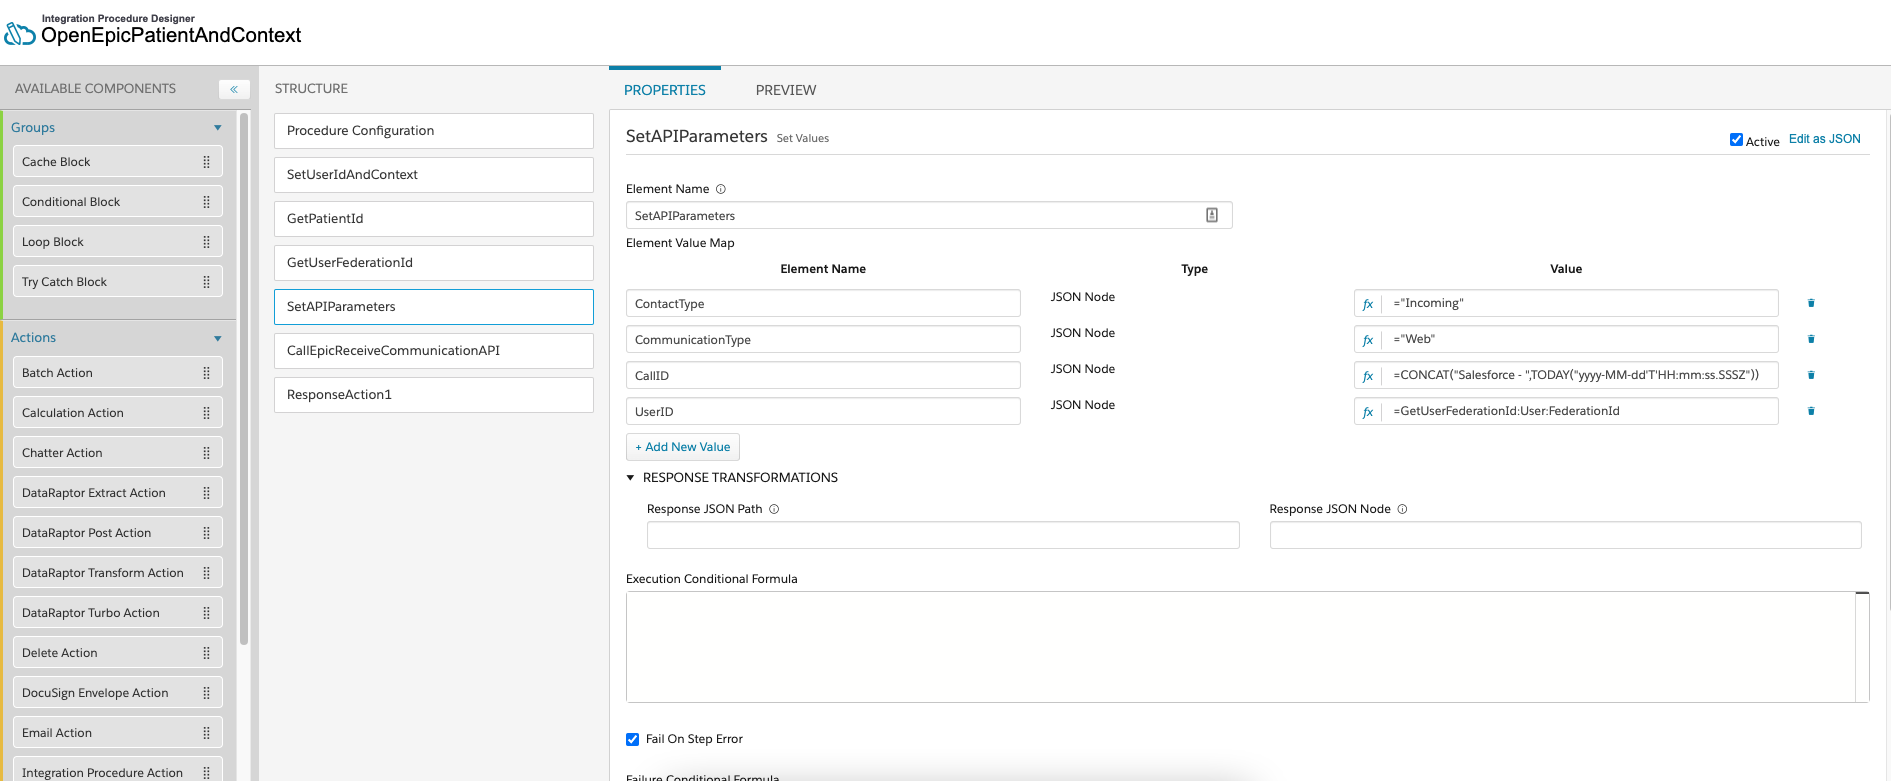 Integration Procedure Designer
OpenEpicPatientAndContext
AVAILABLE COMPONENTS
«
Groups
Cache Block
Conditional Block
Loop Block
Try Catch Block
Actions
Batch Action
Calculation Action
Chatter Action
DataRaptor Extract Action
DataRaptor Post Action
DataRaptor Transform Action
DataRaptor Turbo Action
Delete Action
DocuSign Envelope Action
Email Action
Integration Procedure Action
STRUCTURE
Procedure Configuration
SetUserIdAndContext
GetPatientId
GetUserFederationId
SetAPIParameters
CallEpicReceiveCommunicationAPI
ResponseAction1
PROPERTIES PREVIEW
SetAPIParameters Set Values
Active Edit as JSON
Element Name
SetAPIParameters
Element Value Map
Element Name Type Value
ContactType JSON Node fx ="Incoming"
CommunicationType JSON Node fx ="Web"
CallID JSON Node fx =CONCAT("Salesforce - ",TODAY("yyyy-MM-dd'T'HH:mm:ss.SSSZ"))
UserID JSON Node fx =GetUserFederationId:User:FederationId
+ Add New Value
RESPONSE TRANSFORMATIONS
Response JSON Path Response JSON Node
Execution Conditional Formula
Fail On Step Error
Failure Conditional Formula